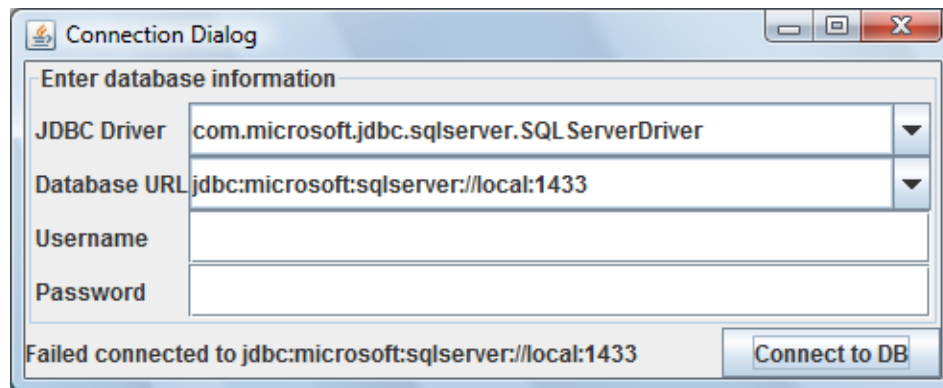 Connection Dialog
Enter database information
JDBC Driver com.microsoft.jdbc.sqlserver.SQLServerDriver
Database URL jdbc:microsoft:sqlserver://local:1433
Username
Password
Failed connected to jdbc:microsoft:sqlserver://local:1433 Connect to DB